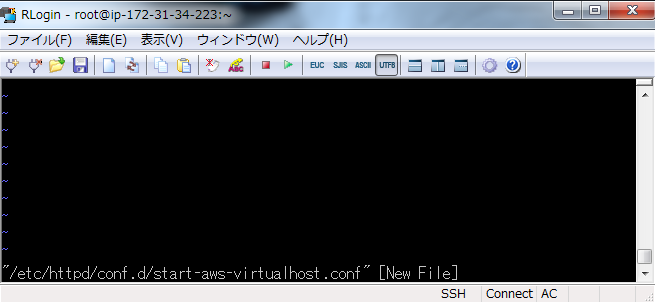 RLogin - root@ip-172-31-34-223:~
ファイル(F) 編集(E) 表示(V) ウィンドウ(W) ヘルプ(H)
ABC EUC SJIS ASCII UTF8 ?
~
~
~
~
~
~
~
~
~
~
"/etc/httpd/conf.d/start-aws-virtualhost.conf" [New File]
SSH Connect AC